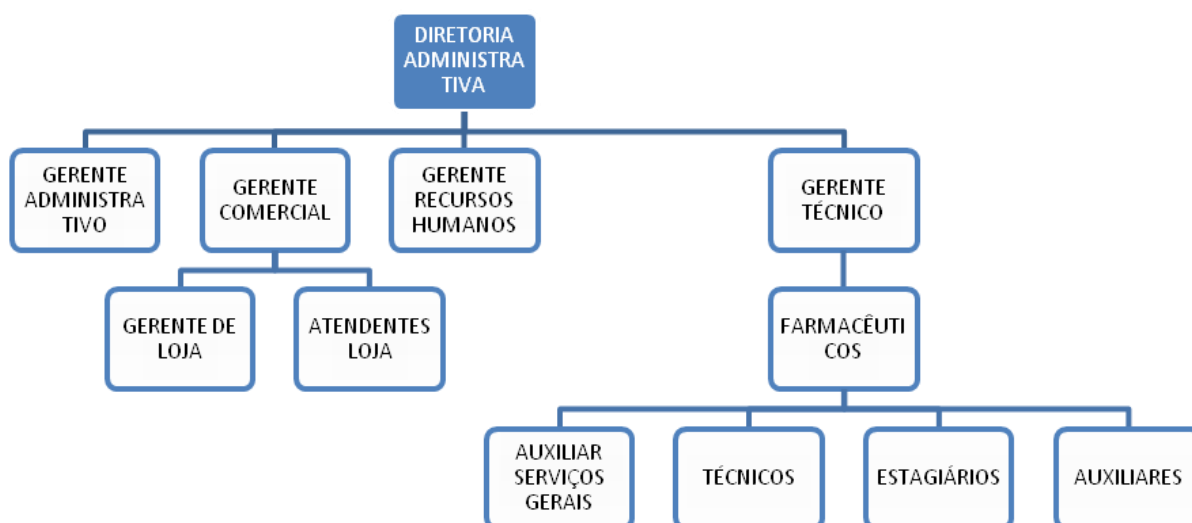 DIRETORIA
ADMINISTRA
TIVA
GERENTE
ADMINISTRA
TIVO
GERENTE
COMERCIAL
GERENTE
RECURSOS
HUMANOS
GERENTE
TÉCNICO
GERENTE DE
LOJA
ATENDENTES
LOJA
FARMACÊUTI
COS
AUXILIAR
SERVIÇOS
GERAIS
TÉCNICOS
ESTAGIÁRIOS
AUXILIARES